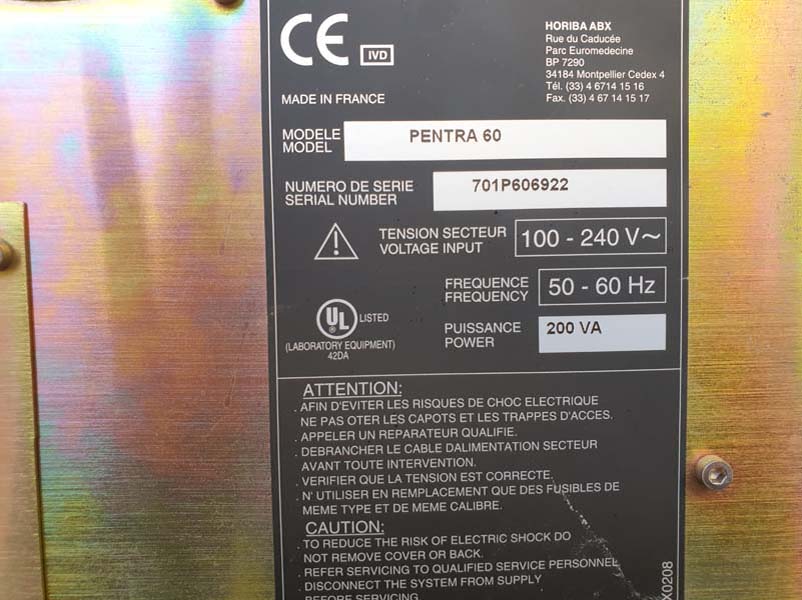 CE
IVD
HORIBA ABX
Rue du Caducée
Parc Euromedecine
BP 7290
34184 Montpellier Cedex 4
Tél. (33) 4 6714 15 16
Fax. (33) 4 67 14 15 17
MADE IN FRANCE
MODELE
MODEL
PENTRA 60
NUMERO DE SERIE
SERIAL NUMBER
701P606922
TENSION SECTEUR
VOLTAGE INPUT
100 - 240 V~
FREQUENCE
FREQUENCY
50 - 60 Hz
UL
LISTED
(LABORATORY EQUIPMENT)
42DA
PUISSANCE
POWER
200 VA
ATTENTION:
. AFIN D'EVITER LES RISQUES DE CHOC ELECTRIQUE
NE PAS OTER LES CAPOTS ET LES TRAPPES D'ACCES.
. APPELER UN REPARATEUR QUALIFIE.
. DEBRANCHER LE CABLE DALIMENTATION SECTEUR
AVANT TOUTE INTERVENTION.
. VERIFIER QUE LA TENSION EST CORRECTE.
. N' UTILISER EN REMPLACEMENT QUE DES FUSIBLES DE
MEME TYPE ET DE MEME CALIBRE.
CAUTION:
. TO REDUCE THE RISK OF ELECTRIC SHOCK DO
NOT REMOVE COVER OR BACK.
. REFER SERVICING TO QUALIFIED SERVICE PERSONNEL
. DISCONNECT THE SYSTEM FROM SUPPLY
BEFORE SERVICING
X0208